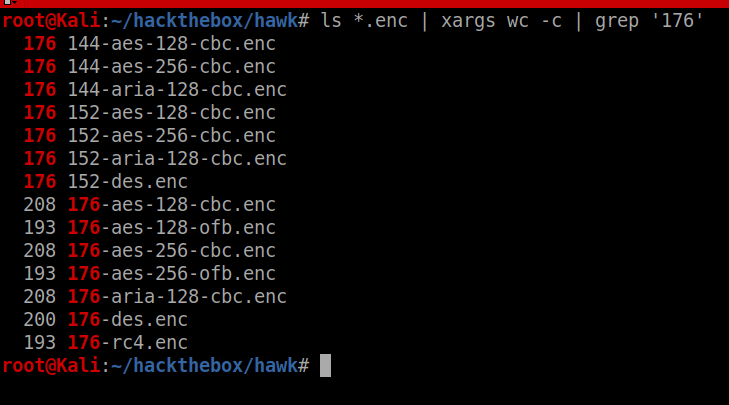 root@Kali:~/hackthebox/hawk# ls *.enc | xargs wc -c | grep '176'
176 144-aes-128-cbc.enc
176 144-aes-256-cbc.enc
176 144-aria-128-cbc.enc
176 152-aes-128-cbc.enc
176 152-aes-256-cbc.enc
176 152-aria-128-cbc.enc
176 152-des.enc
208 176-aes-128-cbc.enc
193 176-aes-128-ofb.enc
208 176-aes-256-cbc.enc
193 176-aes-256-ofb.enc
208 176-aria-128-cbc.enc
200 176-des.enc
193 176-rc4.enc
root@Kali:~/hackthebox/hawk#